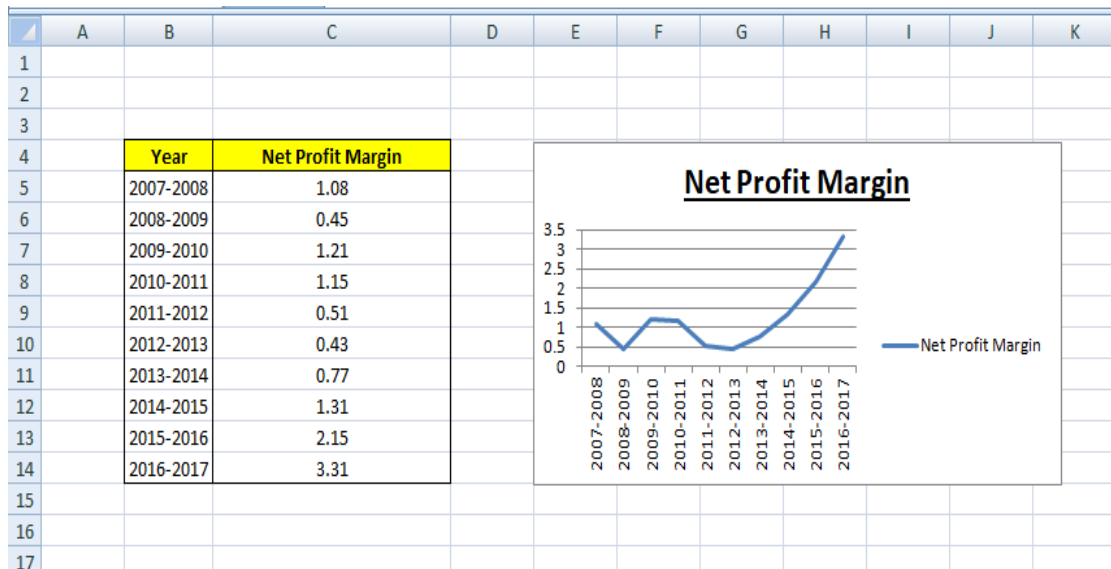 A B C D E F G H I J K
1
2
3
4 Year Net Profit Margin
5 2007-2008 1.08
6 2008-2009 0.45
7 2009-2010 1.21
8 2010-2011 1.15
9 2011-2012 0.51
10 2012-2013 0.43
11 2013-2014 0.77
12 2014-2015 1.31
13 2015-2016 2.15
14 2016-2017 3.31
15
16
17
Net Profit Margin
3.5
3
2.5
2
1.5
1
0.5
0
2007-2008
2008-2009
2009-2010
2010-2011
2011-2012
2012-2013
2013-2014
2014-2015
2015-2016
2016-2017
Net Profit Margin